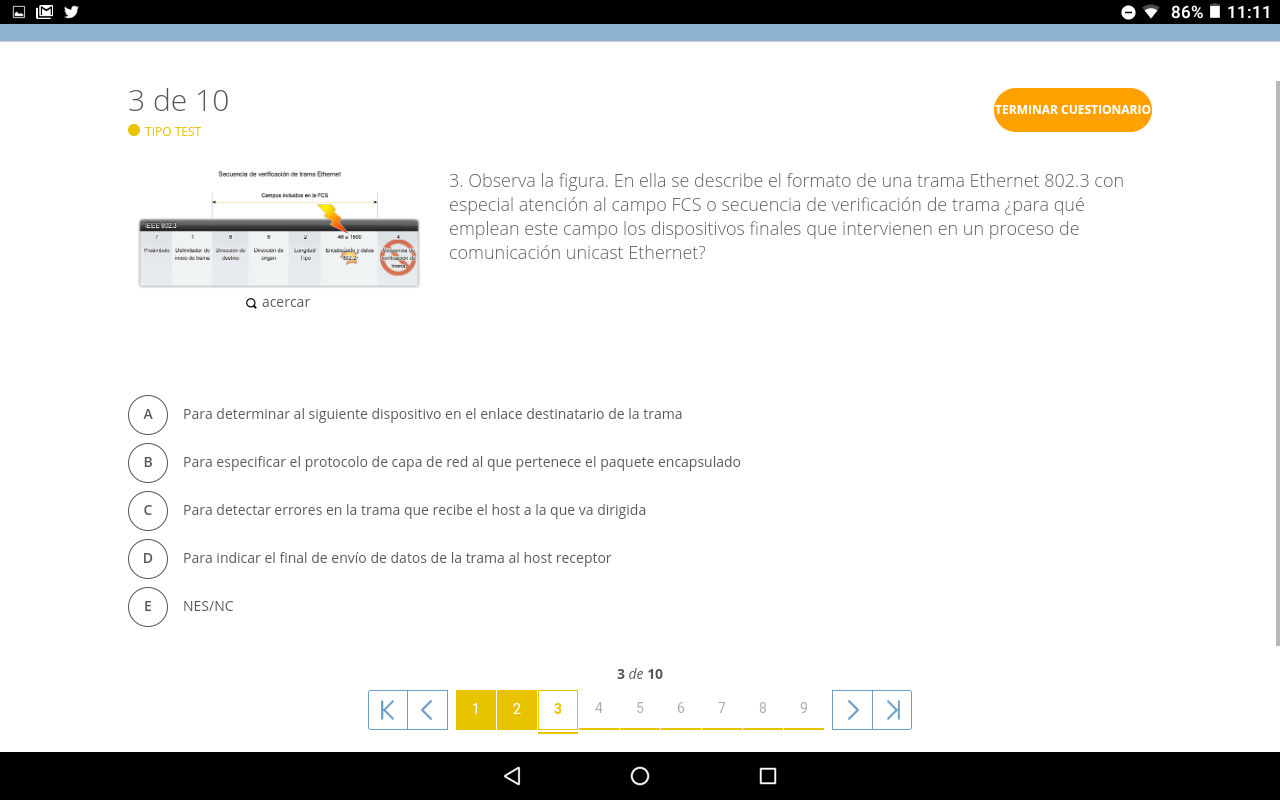 86% 11:11
3 de 10
TERMINAR CUESTIONARIO
TIPO TEST
Secuencia de verificación de trama Ethernet
Campos incluidos en la FCS
IEEE 802.3
7 1 6 6 2 46 a 1500 4
Preámbulo Delimitador de Dirección de Dirección de Longitud/ Encabezado y datos Secuencia de
inicio de trama destino origen Tipo 802.2 verificación de
trama
acercar
3. Observa la figura. En ella se describe el formato de una trama Ethernet 802.3 con
especial atención al campo FCS o secuencia de verificación de trama ¿para qué
emplean este campo los dispositivos finales que intervienen en un proceso de
comunicación unicast Ethernet?
A Para determinar al siguiente dispositivo en el enlace destinatario de la trama
B Para especificar el protocolo de capa de red al que pertenece el paquete encapsulado
C Para detectar errores en la trama que recibe el host a la que va dirigida
D Para indicar el final de envío de datos de la trama al host receptor
E NES/NC
3 de 10
1 2 3 4 5 6 7 8 9